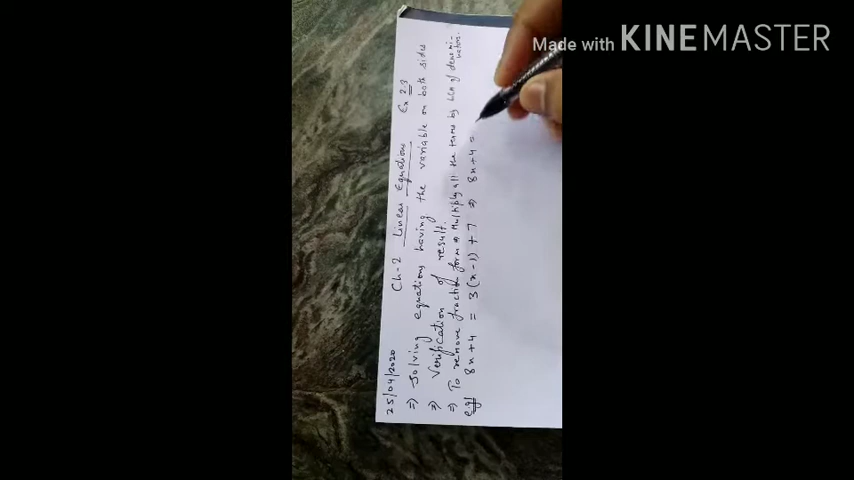 Made with KINEMASTER
25/04/2020 Ch-2 Linear Equations Ex 2.3
⇒ Solving equations having the variable on both sides
⇒ Verification of result.
⇒ To remove fraction form ⇒ Multiply all the terms by LCM of denominators.
e.g/ 8x+4 = 3(x-1)+7 ⇒ 8x+4 =